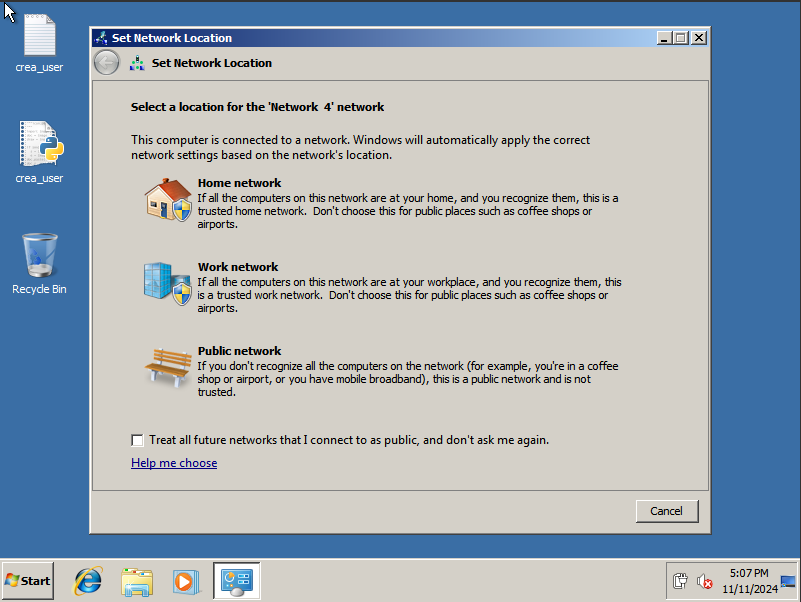 crea_user
crea_user
Recycle Bin
Set Network Location
Set Network Location
Select a location for the 'Network  4' network
This computer is connected to a network. Windows will automatically apply the correct
network settings based on the network's location.
Home network
If all the computers on this network are at your home, and you recognize them, this is a
trusted home network.  Don't choose this for public places such as coffee shops or
airports.
Work network
If all the computers on this network are at your workplace, and you recognize them, this
is a trusted work network.  Don't choose this for public places such as coffee shops or
airports.
Public network
If you don't recognize all the computers on the network (for example, you're in a coffee
shop or airport, or you have mobile broadband), this is a public network and is not
trusted.
Treat all future networks that I connect to as public, and don't ask me again.
Help me choose
Cancel
Start
5:07 PM
11/11/2024